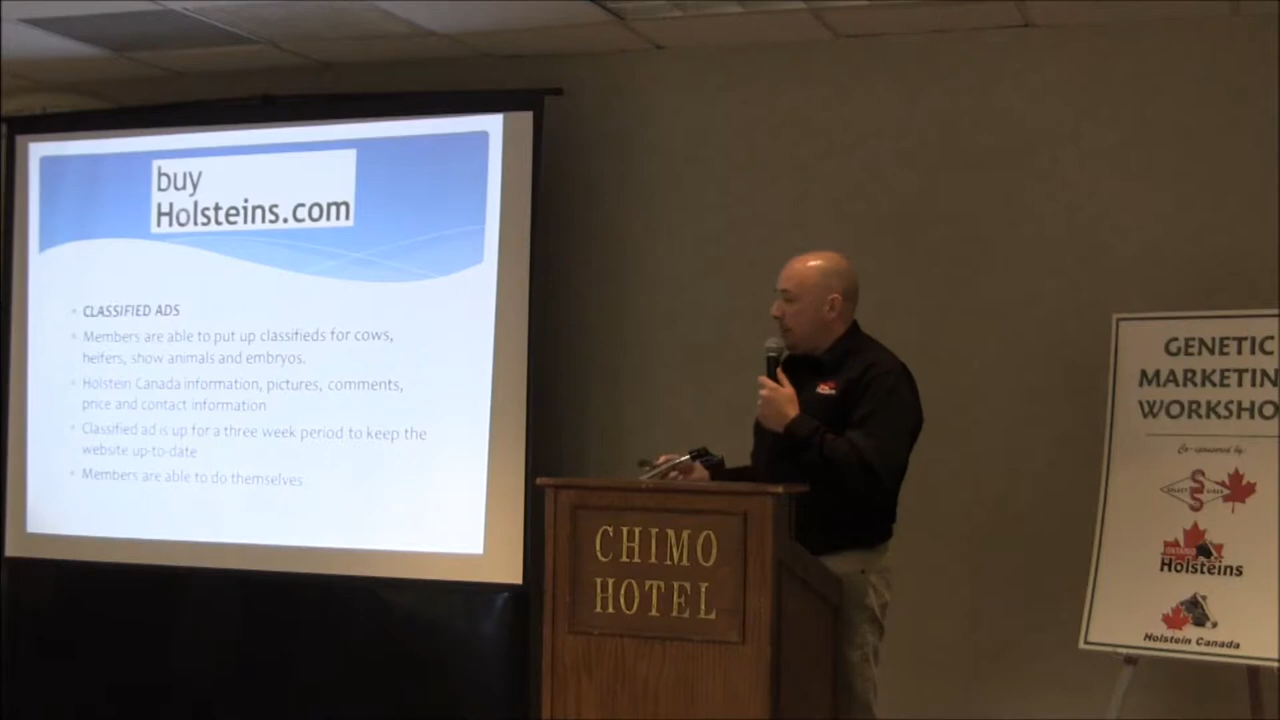 buy
Holsteins.com
CLASSIFIED ADS
Members are able to put up classifieds for cows,
heifers, show animals and embryos.
Holstein Canada information, pictures, comments,
price and contact information
Classified ad is up for a three week period to keep the
website up-to-date
Members are able to do themselves
CHIMO
HOTEL
GENETIC
MARKETIN
WORKSHO
Co-sponsored by:
SELECT SIRES
ONTARIO
Holsteins
Holstein Canada